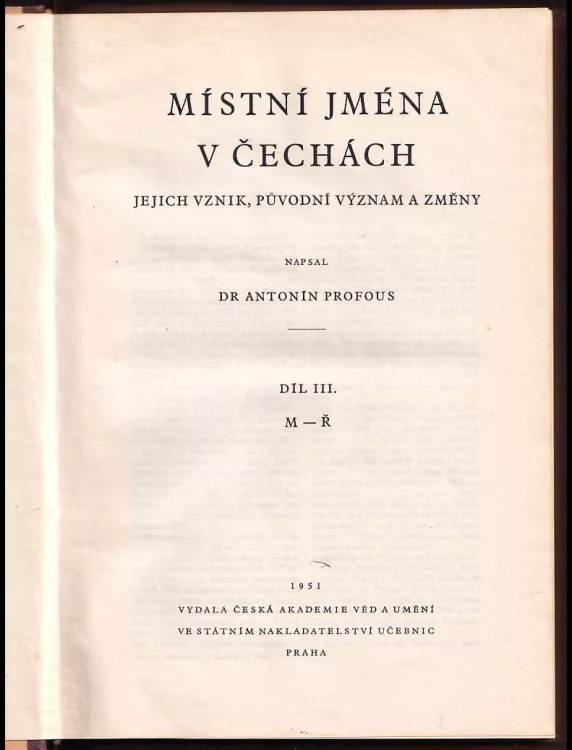 MÍSTNÍ JMÉNA
V ČECHÁCH
JEJICH VZNIK, PŮVODNÍ VÝZNAM A ZMĚNY
NAPSAL
DR ANTONÍN PROFOUS
DÍL III.
M — Ř
1951
VYDALA ČESKÁ AKADEMIE VĚD A UMĚNÍ
VE STÁTNÍM NAKLADATELSTVÍ UČEBNIC
PRAHA